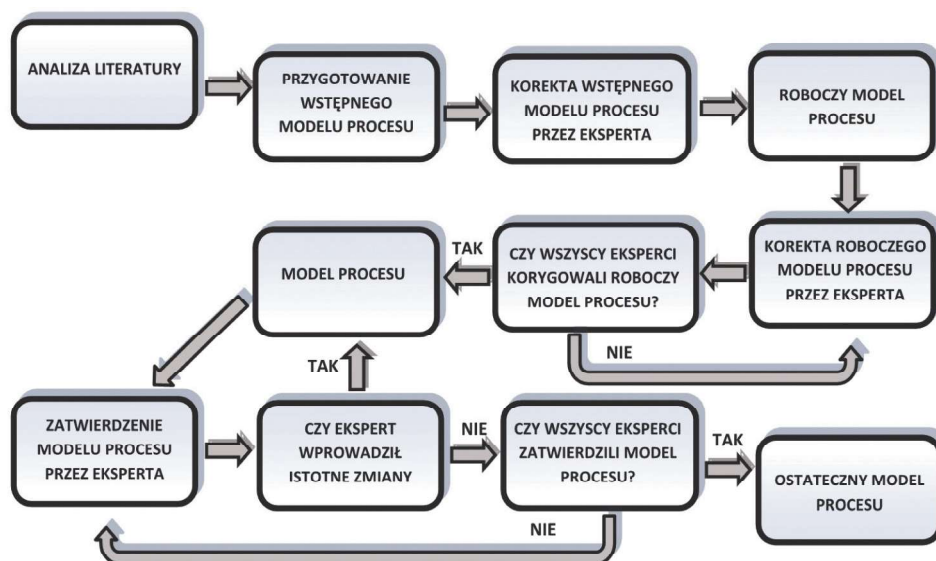 ANALIZA LITERATURY
PRZYGOTOWANIE
WSTĘPNEGO
MODELU PROCESU
KOREKTA WSTĘPNEGO
MODELU PROCESU
PRZEZ EKSPERTA
ROBOCZY MODEL
PROCESU
KOREKTA ROBOCZEGO
MODELU PROCESU
PRZEZ EKSPERTA
CZY WSZYSCY EKSPERCI
KORYGOWALI ROBOCZY
MODEL PROCESU?
NIE
TAK
MODEL PROCESU
ZATWIERDZENIE
MODELU PROCESU
PRZEZ EKSPERTA
CZY EKSPERT
WPROWADZIŁ
ISTOTNE ZMIANY
TAK
NIE
CZY WSZYSCY EKSPERCI
ZATWIERDZILI MODEL
PROCESU?
NIE
TAK
OSTATECZNY MODEL
PROCESU